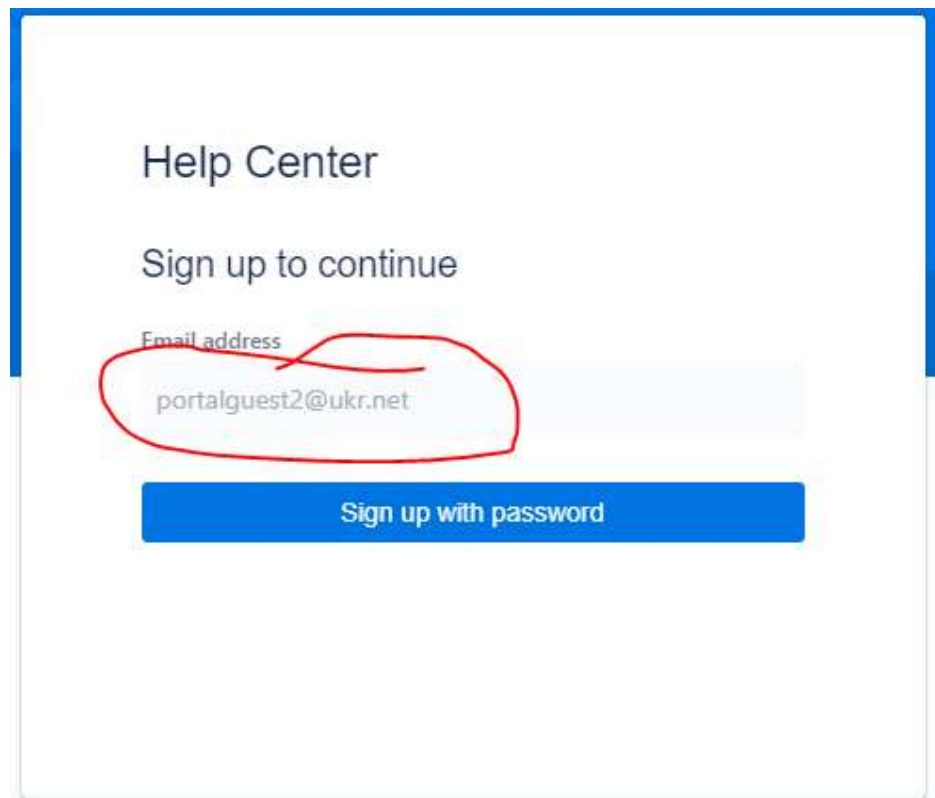 Help Center
Sign up to continue
Email address
portalguest2@ukr.net
Sign up with password